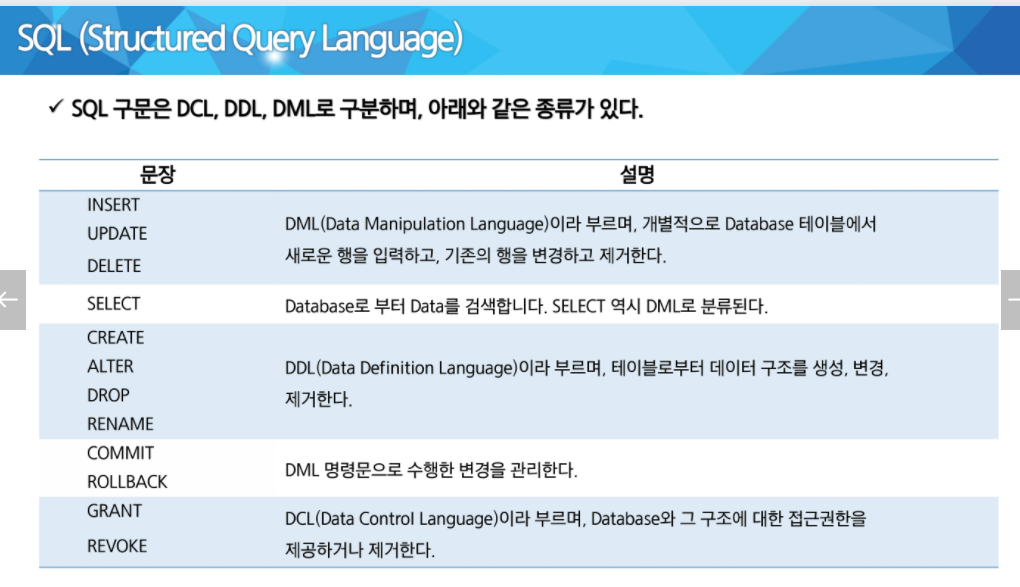 SQL (Structured Query Language)
✓ SQL 구문은 DCL, DDL, DML로 구분하며, 아래와 같은 종류가 있다.
문장 설명
INSERT
UPDATE
DELETE
DML(Data Manipulation Language)이라 부르며, 개별적으로 Database 테이블에서
새로운 행을 입력하고, 기존의 행을 변경하고 제거한다.
SELECT
Database로 부터 Data를 검색합니다. SELECT 역시 DML로 분류된다.
CREATE
ALTER
DROP
RENAME
DDL(Data Definition Language)이라 부르며, 테이블로부터 데이터 구조를 생성, 변경,
제거한다.
COMMIT
ROLLBACK
DML 명령문으로 수행한 변경을 관리한다.
GRANT
REVOKE
DCL(Data Control Language)이라 부르며, Database와 그 구조에 대한 접근권한을
제공하거나 제거한다.